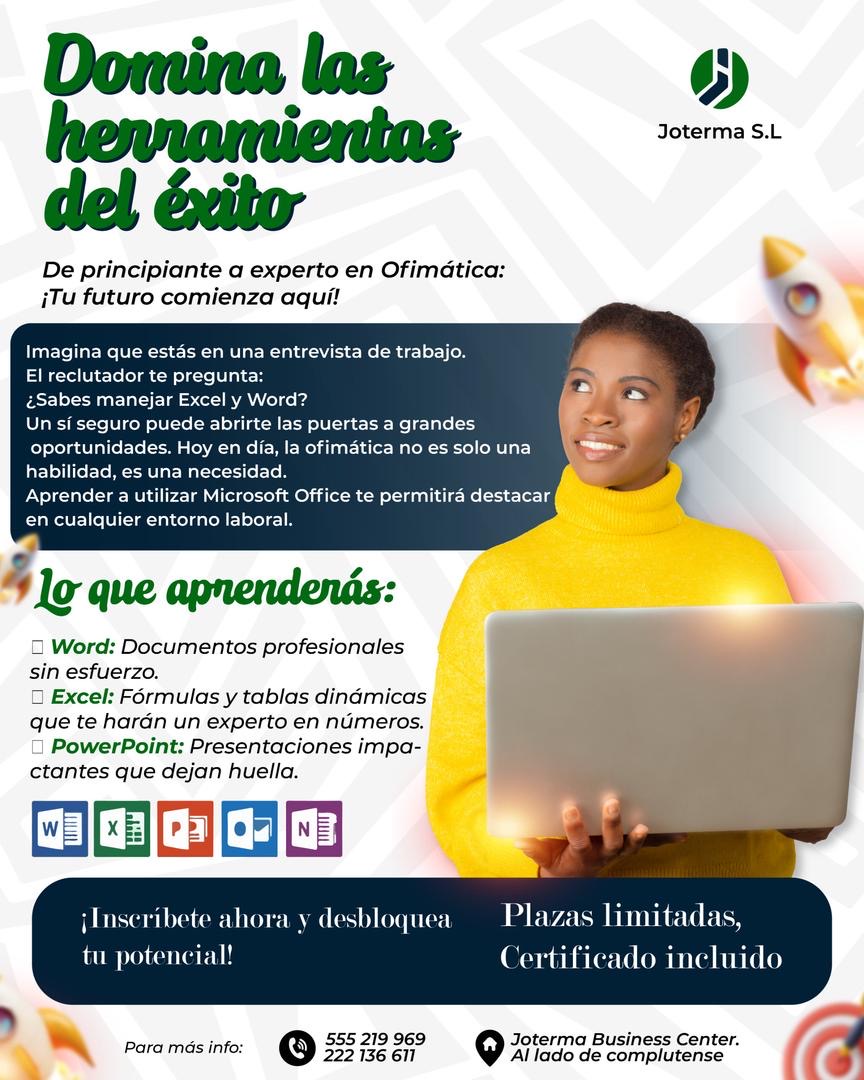 Domina las
herramientas
del éxito
Joterma S.L
De principiante a experto en Ofimática:
¡Tu futuro comienza aquí!
Imagina que estás en una entrevista de trabajo.
El reclutador te pregunta:
¿Sabes manejar Excel y Word?
Un sí seguro puede abrirte las puertas a grandes
oportunidades. Hoy en día, la ofimática no es solo una
habilidad, es una necesidad.
Aprender a utilizar Microsoft Office te permitirá destacar
en cualquier entorno laboral.
Lo que aprenderás:
Word: Documentos profesionales
sin esfuerzo.
Excel: Fórmulas y tablas dinámicas
que te harán un experto en números.
PowerPoint: Presentaciones impa-
ctantes que dejan huella.
W X P O N
¡Inscríbete ahora y desbloquea
tu potencial!
Plazas limitadas,
Certificado incluido
Para más info:
555 219 969
222 136 611
Joterma Business Center.
Al lado de complutense